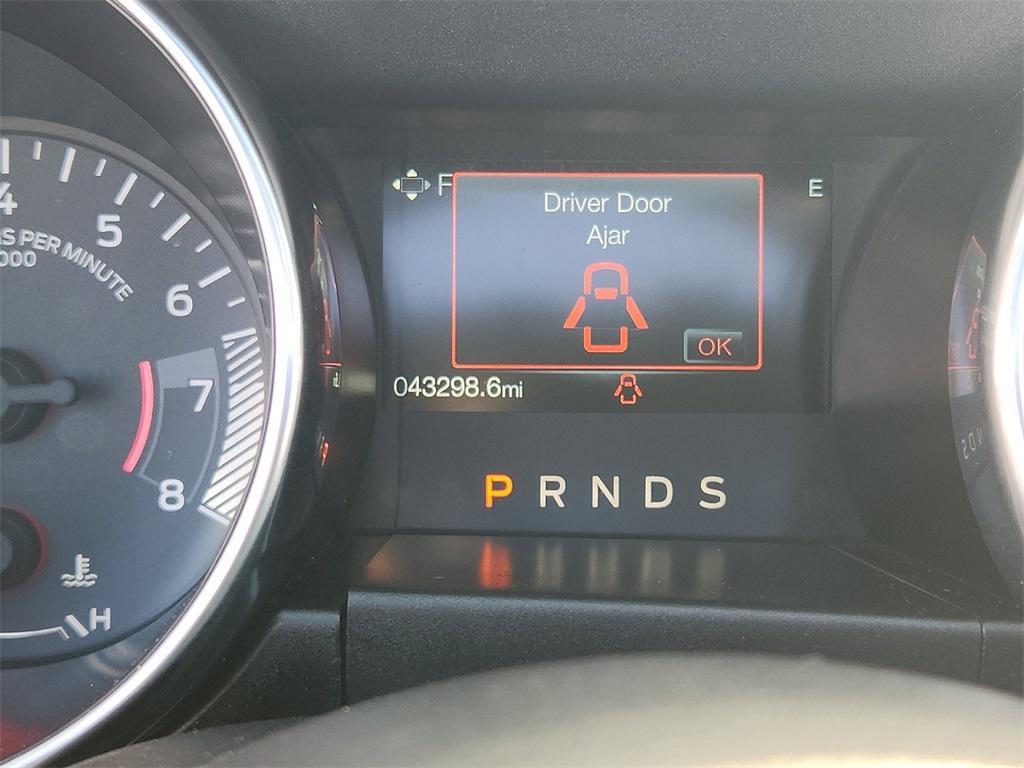 4
5
6
7
8
S PER MINUTE
000
H
F
E
Driver Door
Ajar
OK
043298.6mi
P R N D S